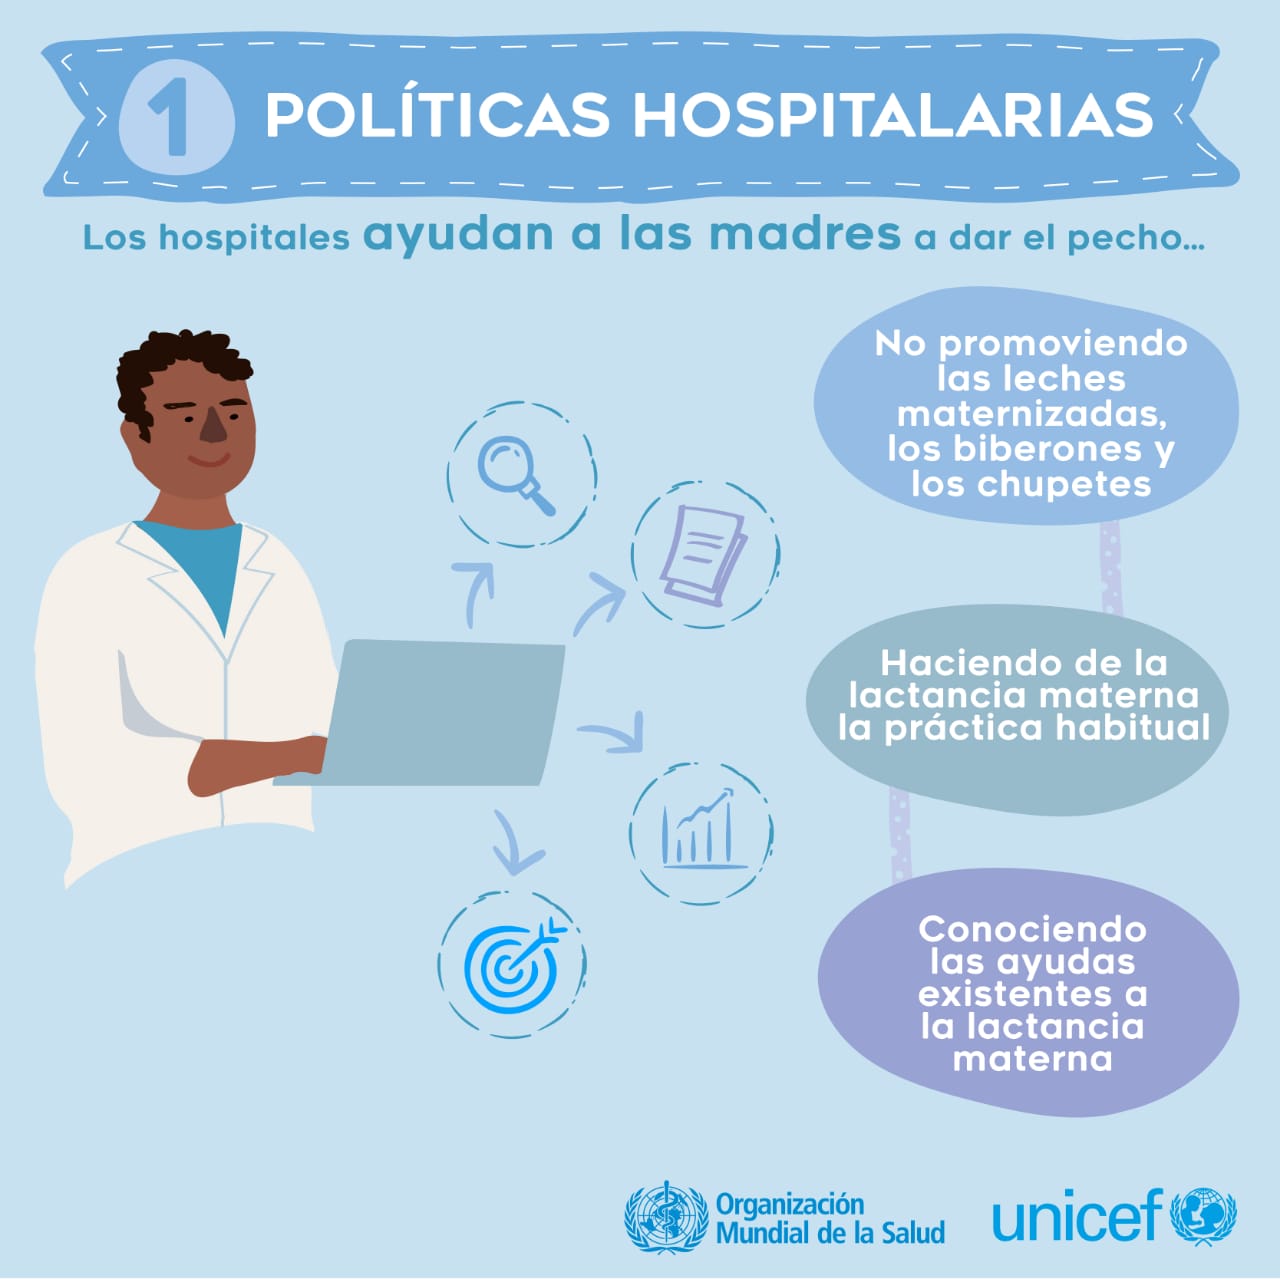 1 POLÍTICAS HOSPITALARIAS
Los hospitales ayudan a las madres a dar el pecho...
No promoviendo
las leches
maternizadas,
los biberones y
los chupetes
Haciendo de la
lactancia materna
la práctica habitual
Conociendo
las ayudas
existentes a
la lactancia
materna
Organización
Mundial de la Salud
unicef